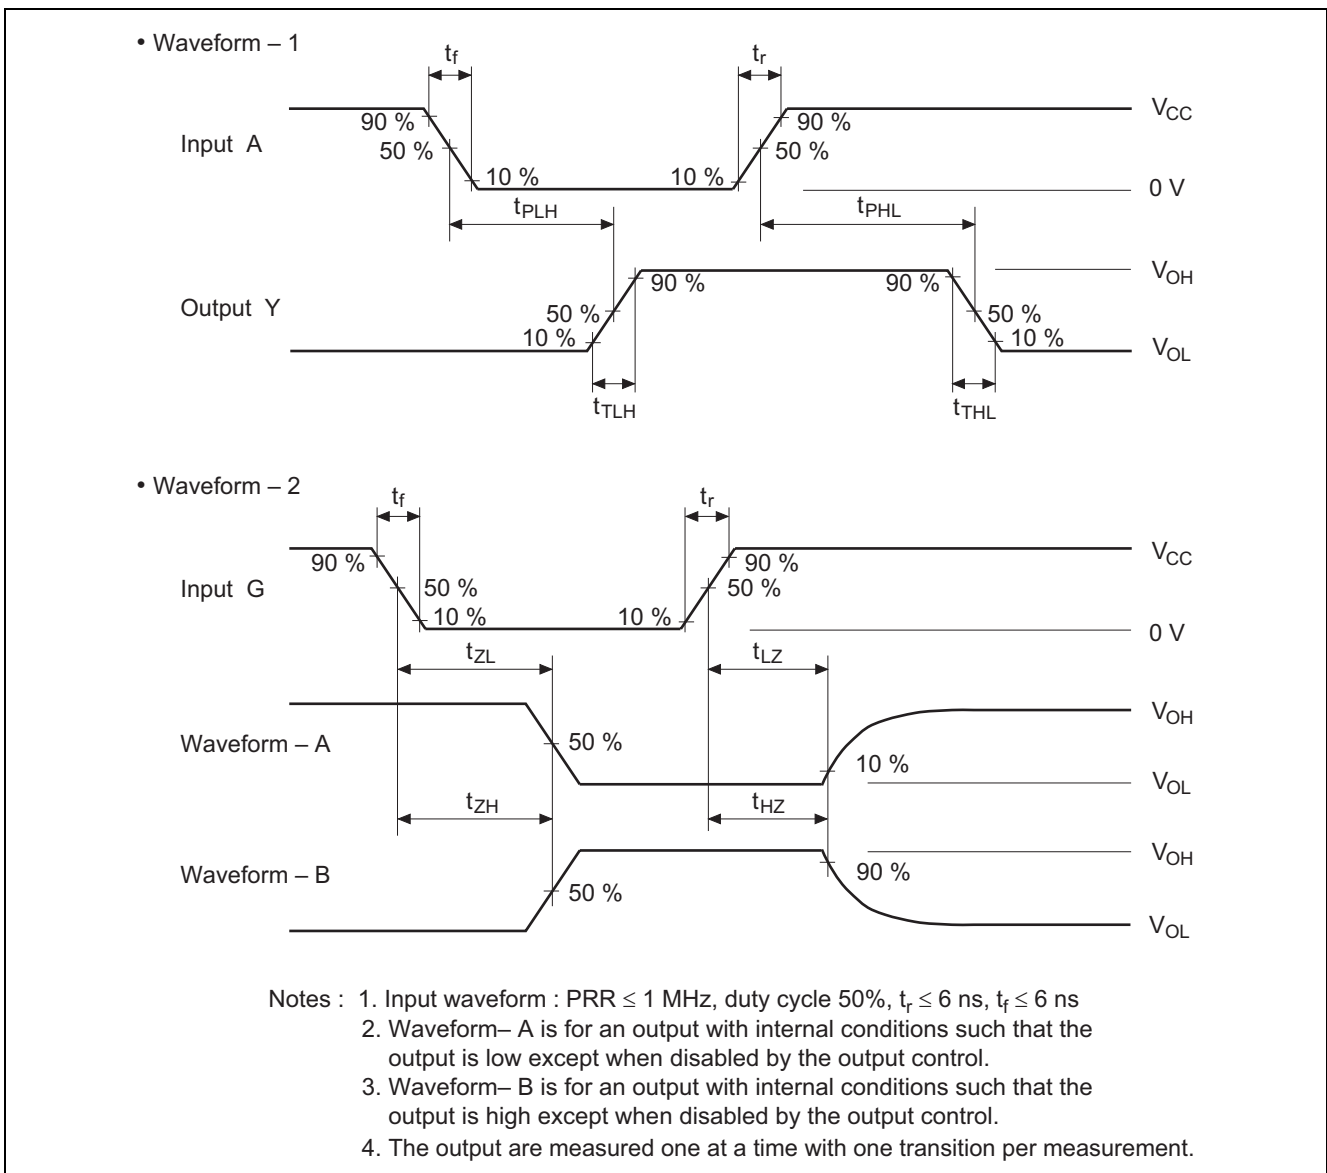 • Waveform – 1
tf
tr
Input A
90 %
50 %
10 %
10 %
90 %
50 %
VCC
0 V
tPLH
tPHL
Output Y
10 %
50 %
90 %
90 %
50 %
10 %
VOH
VOL
tTLH
tTHL
• Waveform – 2
tf
tr
Input G
90 %
50 %
10 %
10 %
90 %
50 %
VCC
0 V
tZL
tLZ
Waveform – A
50 %
10 %
VOH
VOL
tZH
tHZ
Waveform – B
50 %
90 %
VOH
VOL
Notes : 1. Input waveform : PRR ≤ 1 MHz, duty cycle 50%, tr ≤ 6 ns, tf ≤ 6 ns
2. Waveform– A is for an output with internal conditions such that the
output is low except when disabled by the output control.
3. Waveform– B is for an output with internal conditions such that the
output is high except when disabled by the output control.
4. The output are measured one at a time with one transition per measurement.